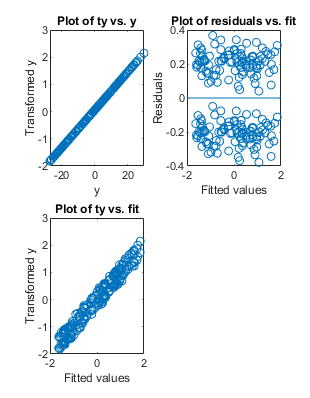 Plot of ty vs. y
3
2
1
0
-1
-2
-20
0
20
Transformed y
y
Plot of residuals vs. fit
0.4
0.2
0
-0.2
-0.4
-2
0
2
Residuals
Fitted values
Plot of ty vs. fit
3
2
1
0
-1
-2
-2
0
2
Transformed y
Fitted values